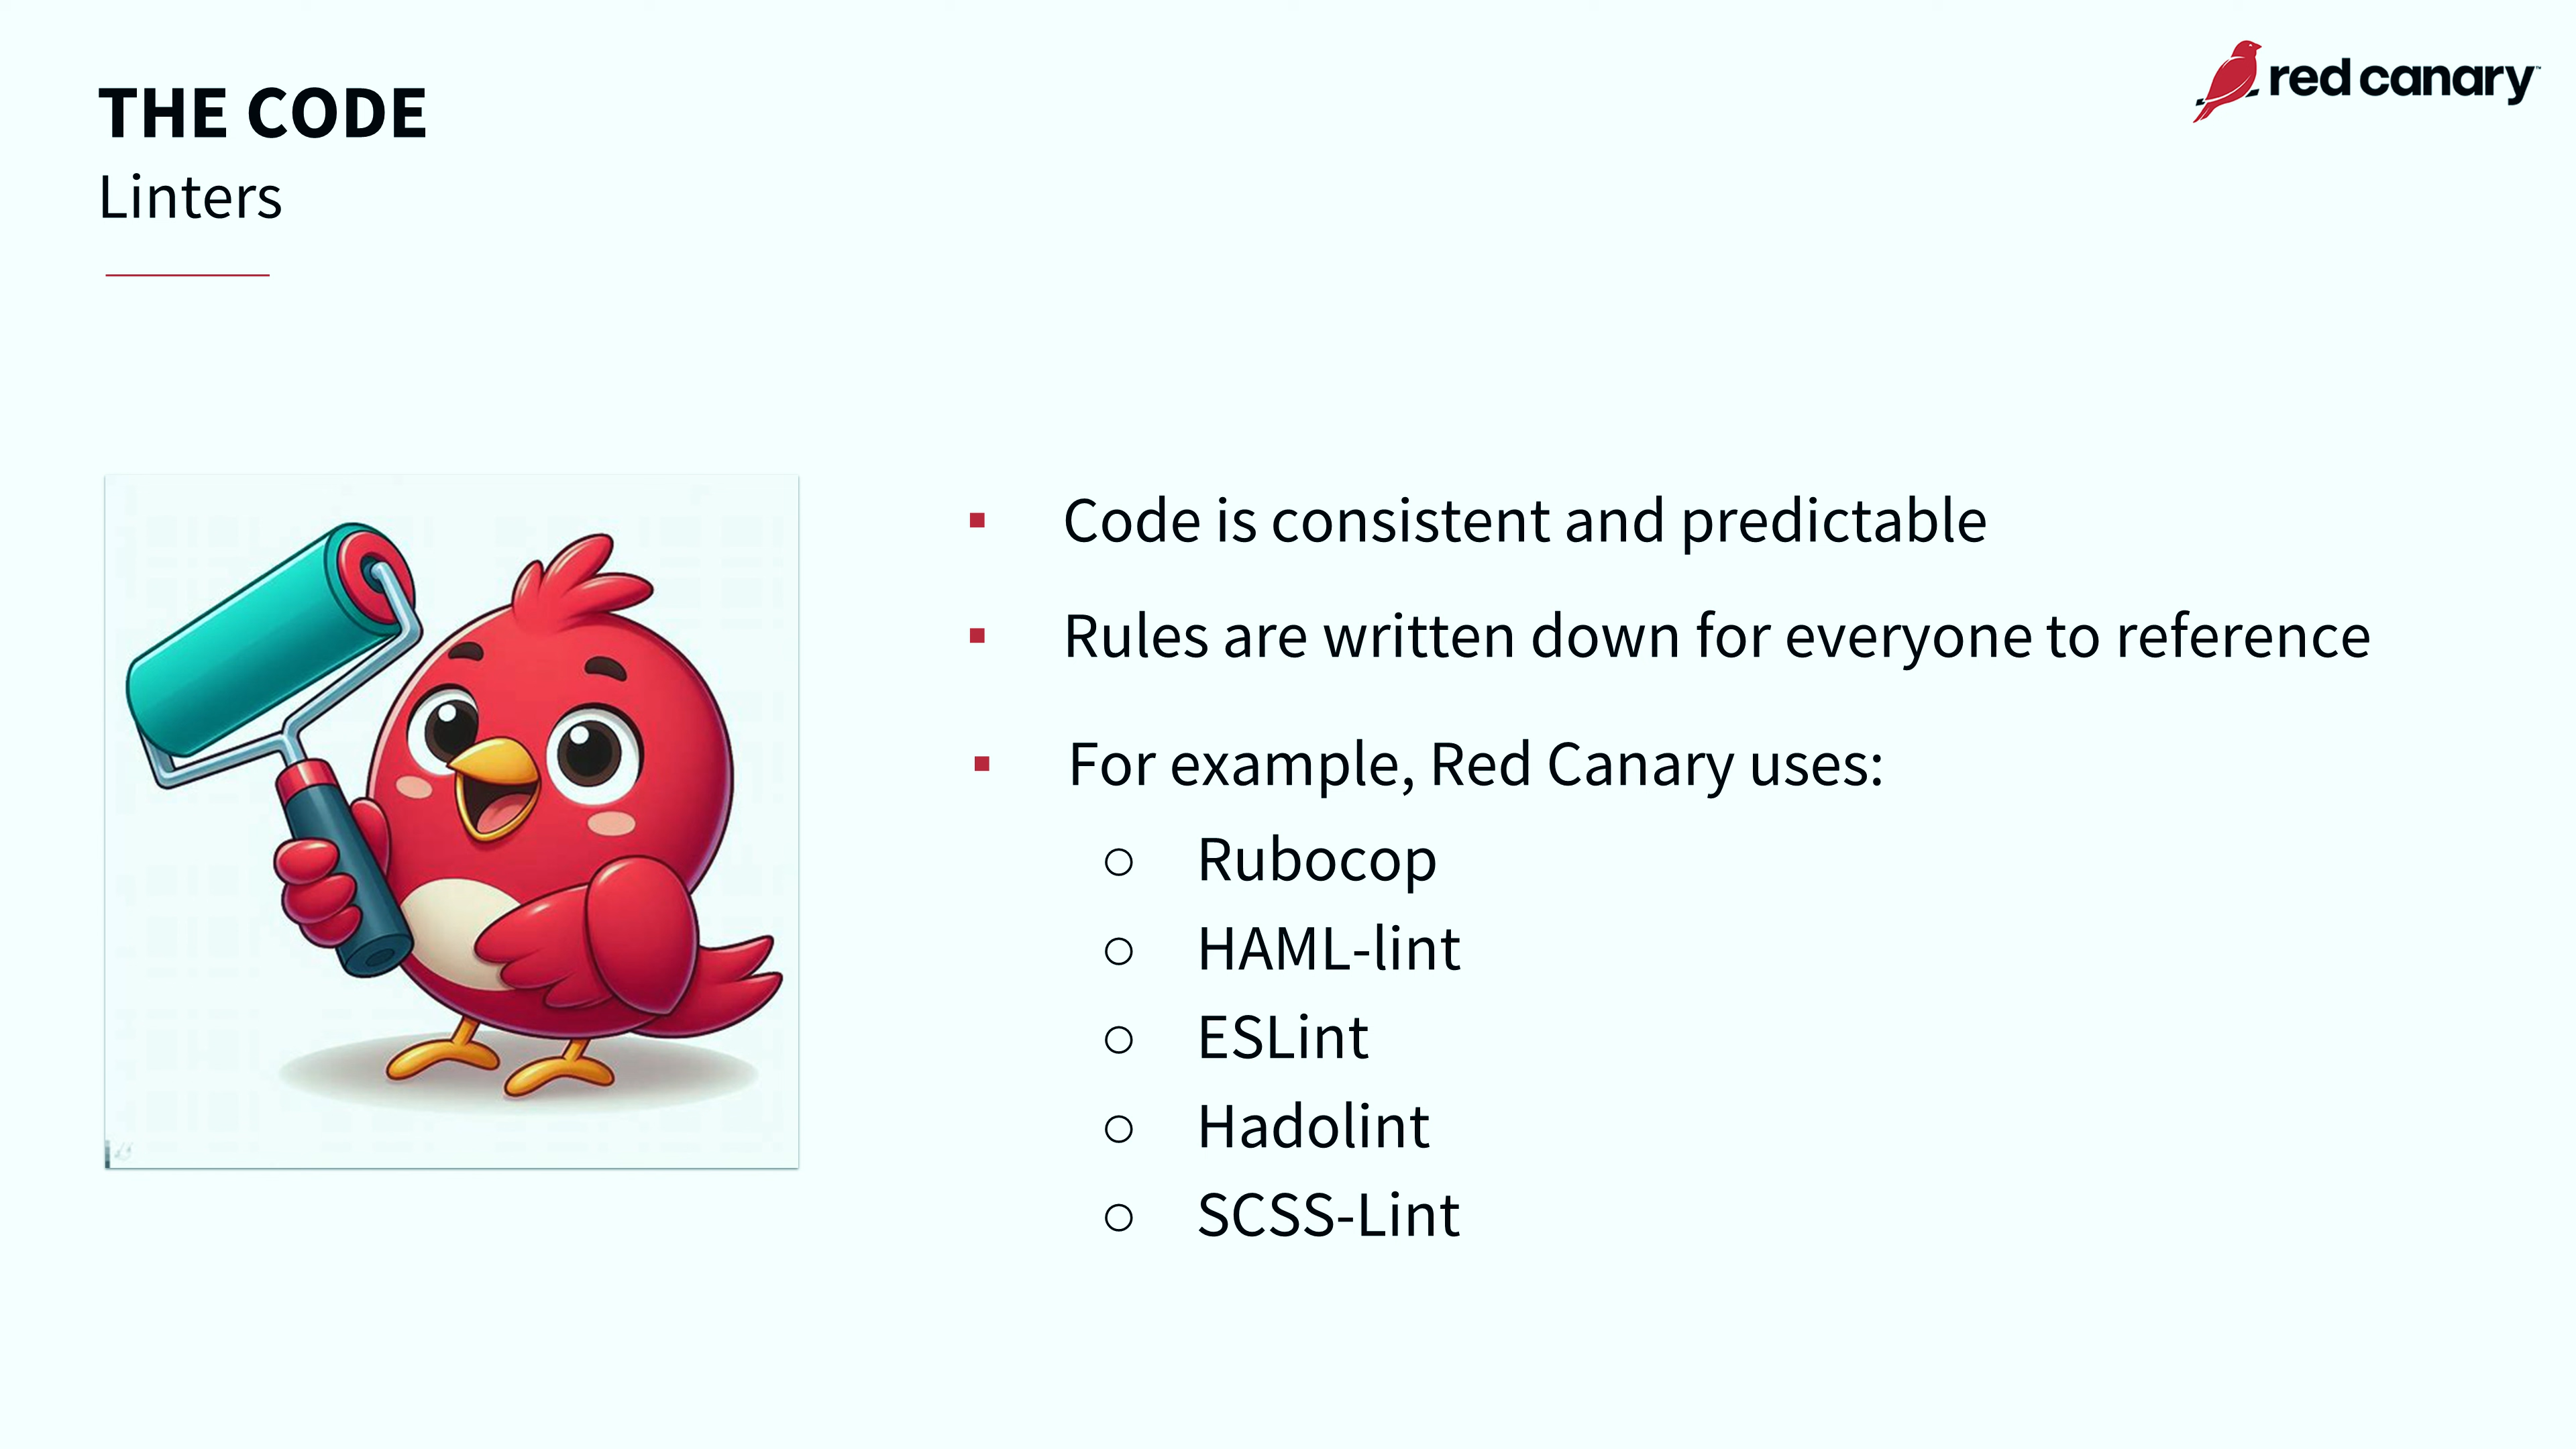 THE CODE
Linters
red canary™
▪ Code is consistent and predictable
▪ Rules are written down for everyone to reference
▪ For example, Red Canary uses:
○ Rubocop
○ HAML-lint
○ ESLint
○ Hadolint
○ SCSS-Lint